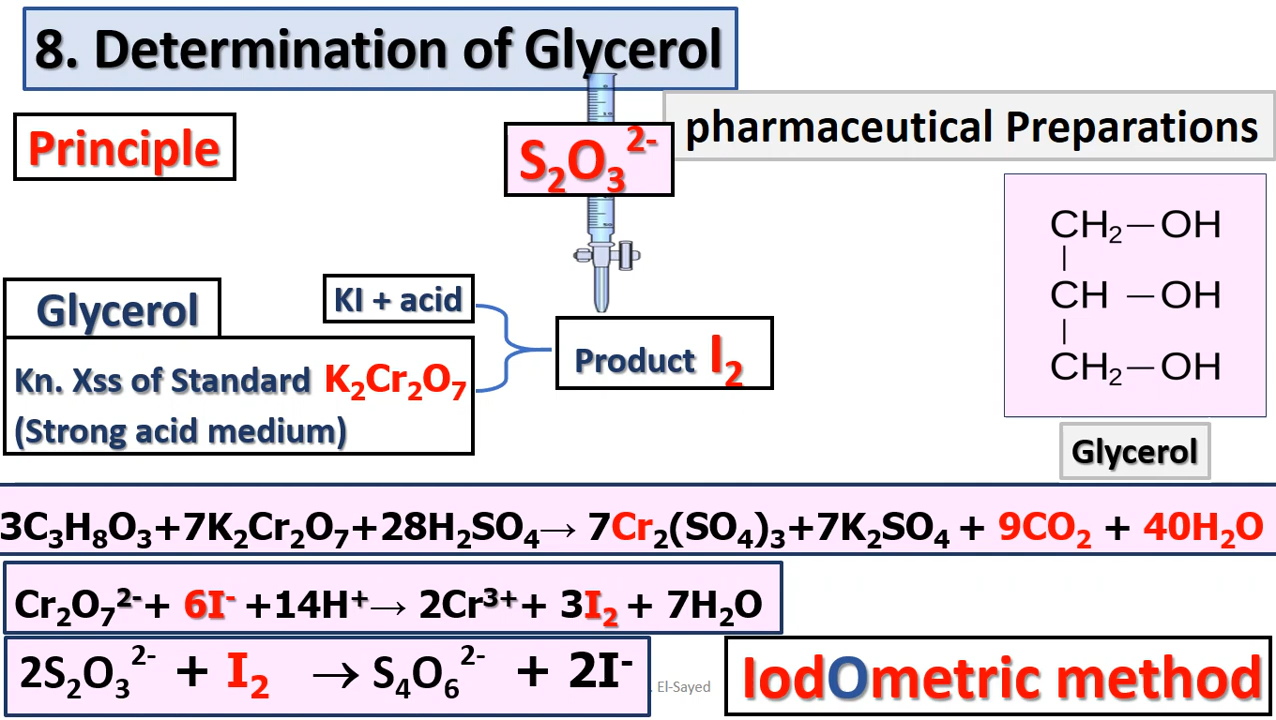 8. Determination of Glycerol
pharmaceutical Preparations
Principle
S₂O₃²⁻
CH₂—OH
CH —OH
CH₂—OH
Glycerol
Glycerol
KI + acid
Kn. Xss of Standard K₂Cr₂O₇
(Strong acid medium)
Product I₂
3C₃H₈O₃+7K₂Cr₂O₇+28H₂SO₄→ 7Cr₂(SO₄)₃+7K₂SO₄ + 9CO₂ + 40H₂O
Cr₂O₇²⁻+ 6I⁻ +14H⁺→ 2Cr³⁺+ 3I₂ + 7H₂O
2S₂O₃²⁻ + I₂ → S₄O₆²⁻ + 2I⁻
El-Sayed
IodOmetric method